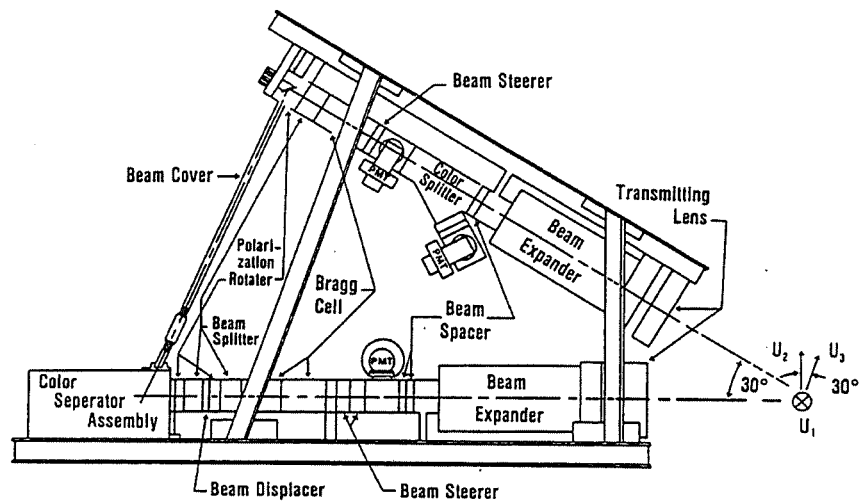 Beam Steerer
Beam Cover
PMT
Color
Splitter
Transmitting
Lens
Beam
Expander
PMT
Polari-
zation
Rotater
Bragg
Cell
Beam
Spacer
Beam
Splitter
PMT
Color
Seperator
Assembly
Beam
Expander
30°
U₂
U₃
30°
U₁
Beam Displacer
Beam Steerer